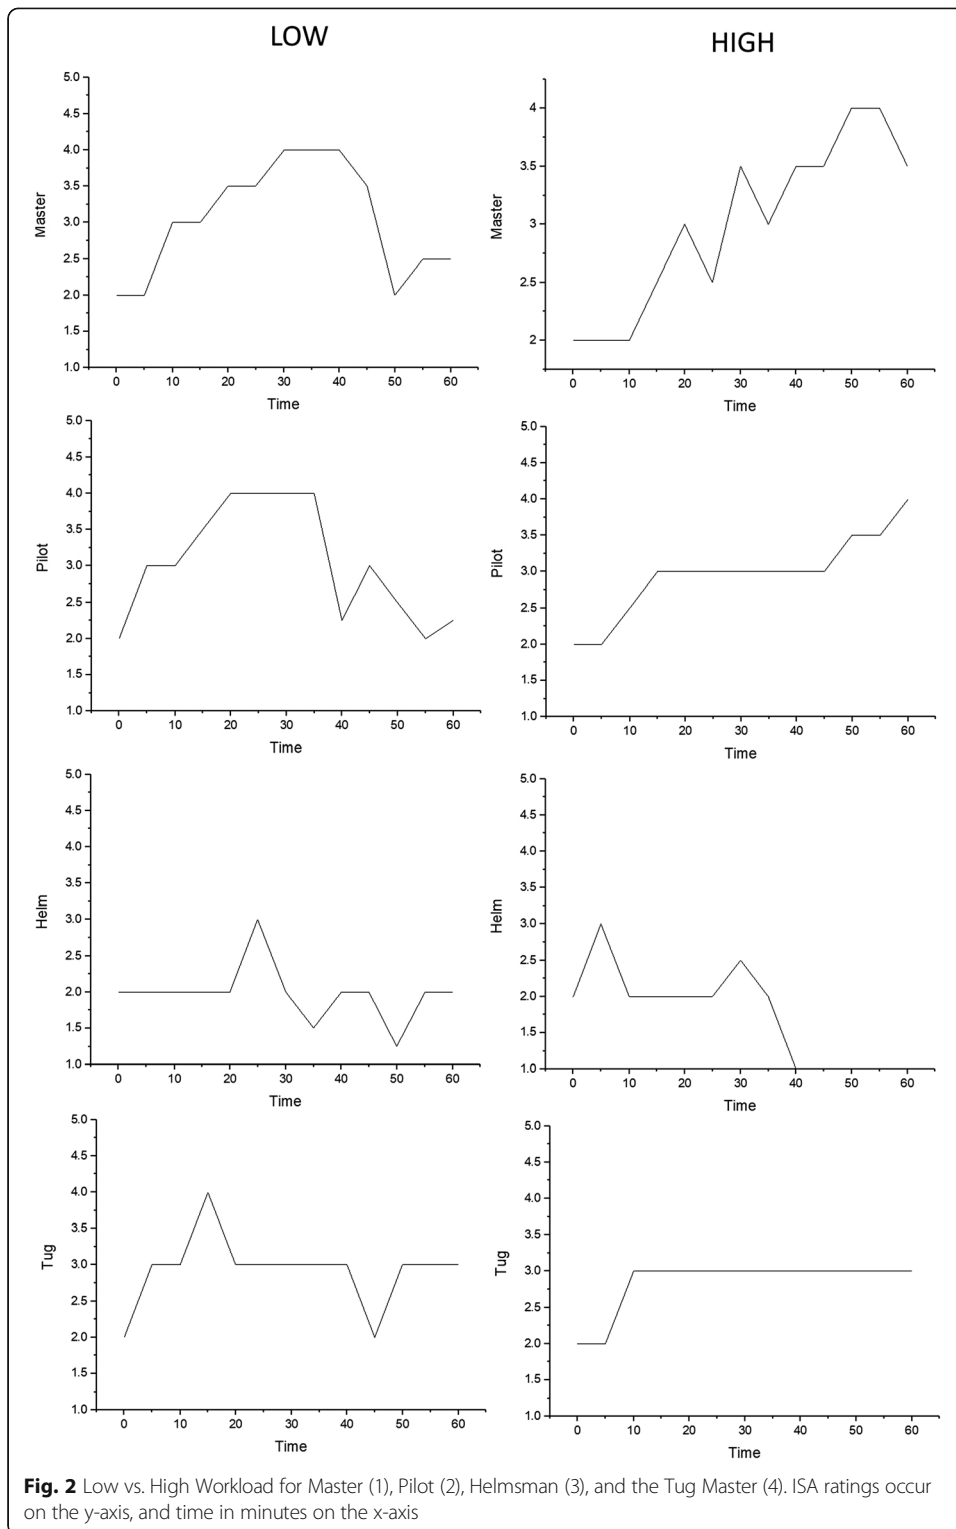 LOW
HIGH
5.0
4.5
4.0
3.5
3.0
2.5
2.0
1.5
1.0
Master
0 10 20 30 40 50 60
Time
4
3.5
3
2.5
2
Master
0 10 20 30 40 50 60
Time
5.0
4.5
4.0
3.5
3.0
2.5
2.0
1.5
1.0
Pilot
0 10 20 30 40 50 60
Time
5.0
4.5
4.0
3.5
3.0
2.5
2.0
1.5
1.0
Pilot
0 10 20 30 40 50 60
Time
5.0
4.5
4.0
3.5
3.0
2.5
2.0
1.5
1.0
Helm
0 10 20 30 40 50 60
Time
5.0
4.5
4.0
3.5
3.0
2.5
2.0
1.5
1.0
Helm
0 10 20 30 40 50 60
Time
5.0
4.5
4.0
3.5
3.0
2.5
2.0
1.5
1.0
Tug
0 10 20 30 40 50 60
Time
5.0
4.5
4.0
3.5
3.0
2.5
2.0
1.5
1.0
Tug
0 10 20 30 40 50 60
Time
Fig. 2 Low vs. High Workload for Master (1), Pilot (2), Helmsman (3), and the Tug Master (4). ISA ratings occur
on the y-axis, and time in minutes on the x-axis